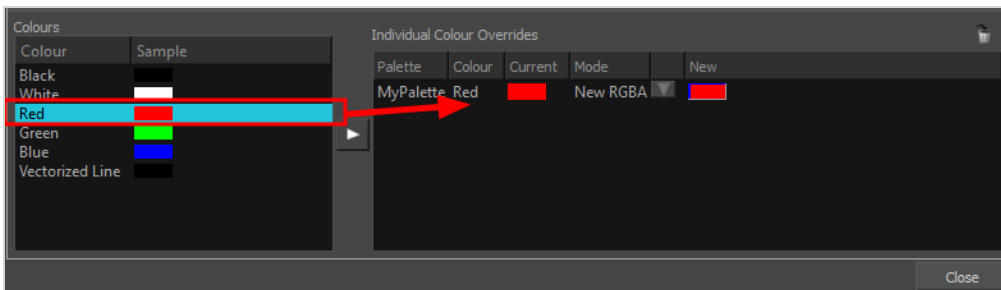 Colours
Colour Sample
Black
White
Red
Green
Blue
Vectorized Line
Individual Colour Overrides
Palette Colour Current Mode New
MyPalette Red New RGBA
Close